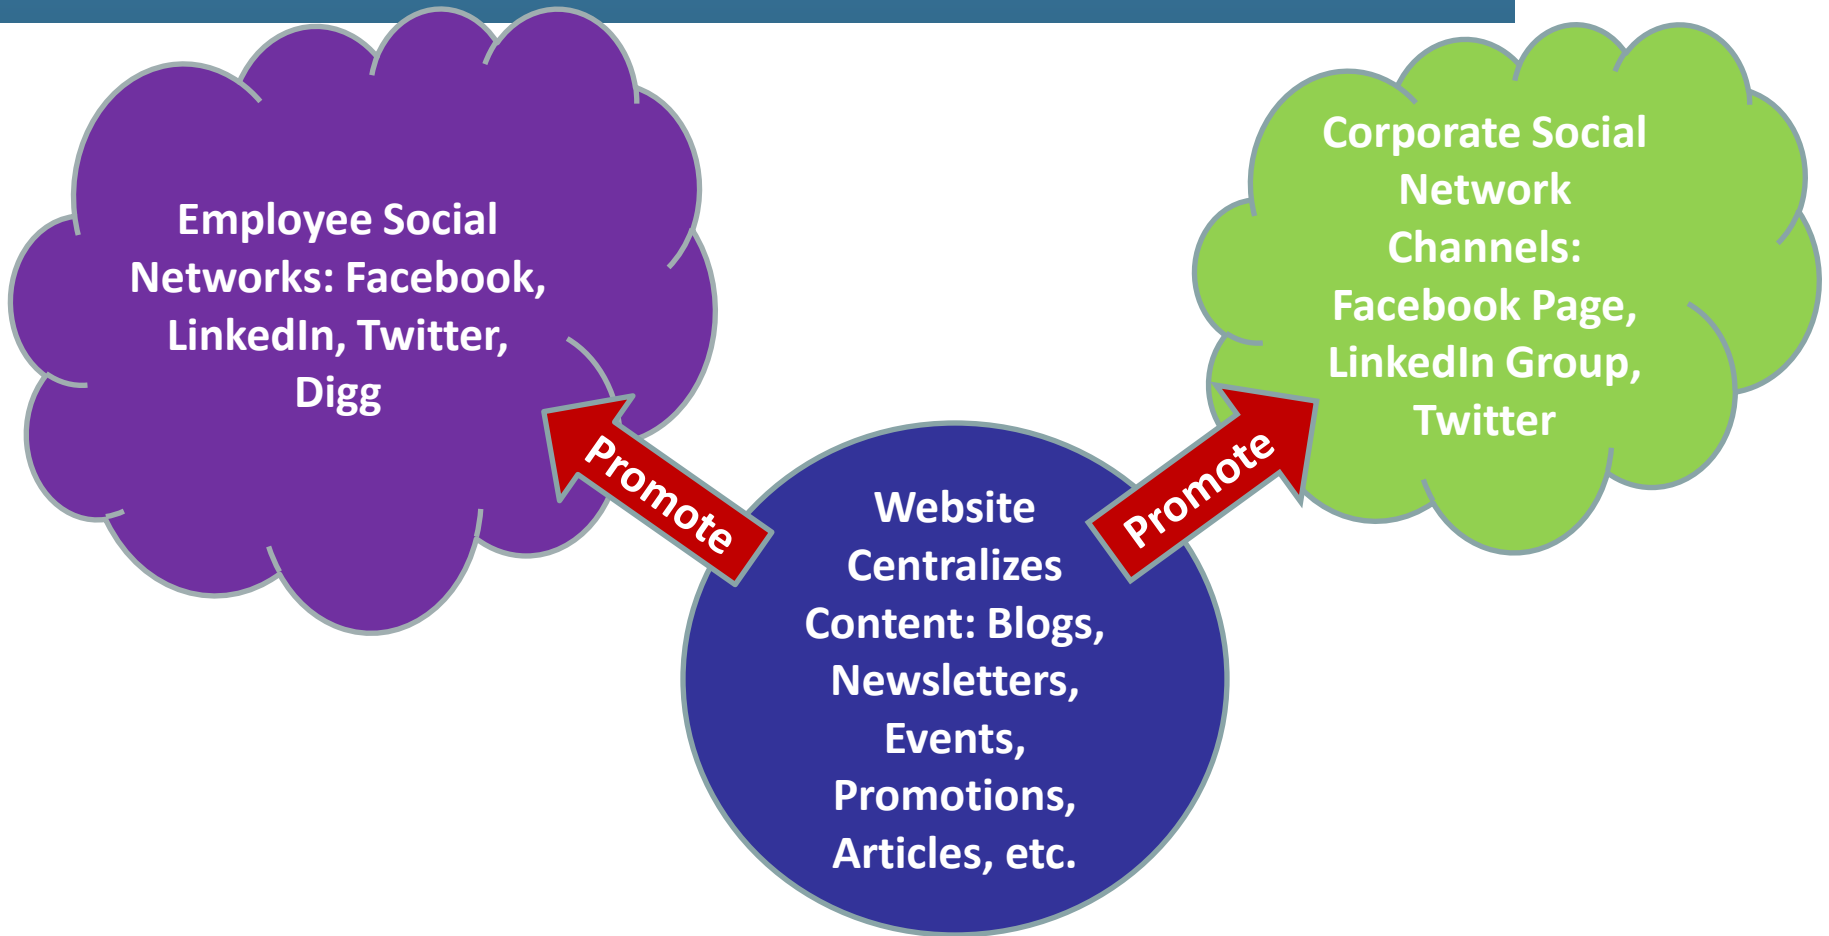 Employee Social
Networks: Facebook,
LinkedIn, Twitter,
Digg
Corporate Social
Network
Channels:
Facebook Page,
LinkedIn Group,
Twitter
Promote
Promote
Website
Centralizes
Content: Blogs,
Newsletters,
Events,
Promotions,
Articles, etc.